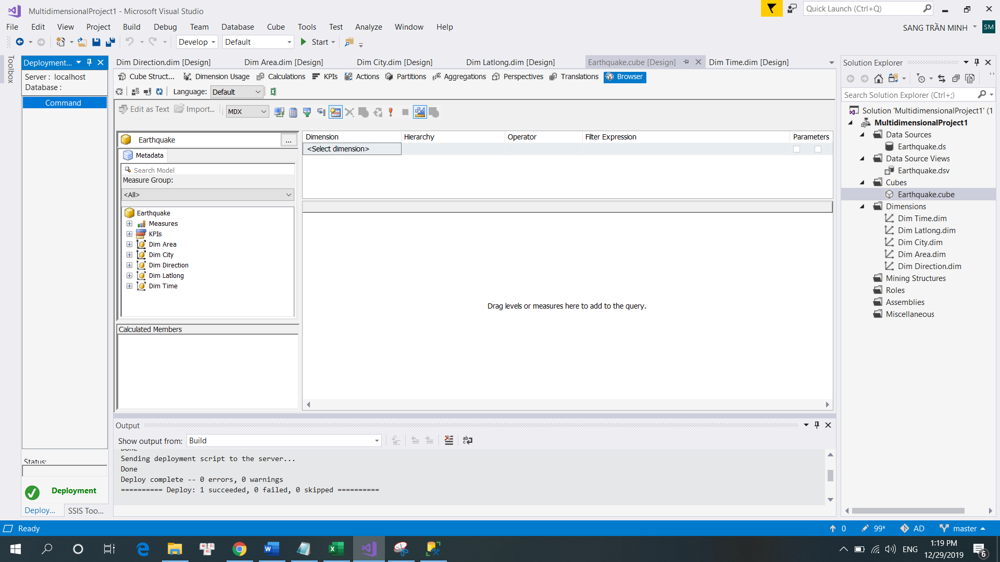 MultidimensionalProject1 - Microsoft Visual Studio
Quick Launch (Ctrl+Q)
File Edit View Project Build Debug Team Database Cube Tools Test Analyze Window Help
SANG TRẦN MINH SM
Develop Default Start
Toolbox
Deployment...
Server : localhost
Database :
Command
Status:
Deployment
Deploy... SSIS Too...
Dim Direction.dim [Design] Dim Area.dim [Design] Dim City.dim [Design] Dim Latlong.dim [Design] Earthquake.cube [Design] Dim Time.dim [Design]
Cube Struct... Dimension Usage Calculations KPIs Actions Partitions Aggregations Perspectives Translations Browser
Language: Default
Edit as Text Import... MDX
Earthquake ...
Metadata
Search Model
Measure Group:
<All>
Earthquake
Measures
KPIs
Dim Area
Dim City
Dim Direction
Dim Latlong
Dim Time
Calculated Members
Dimension Hierarchy Operator Filter Expression Parameters
<Select dimension>
Drag levels or measures here to add to the query.
Output
Show output from: Build
Done
Sending deployment script to the server...
Done
Deploy complete -- 0 errors, 0 warnings
========== Deploy: 1 succeeded, 0 failed, 0 skipped ==========
Solution Explorer
Search Solution Explorer (Ctrl+;)
Solution 'MultidimensionalProject1' (1
MultidimensionalProject1
Data Sources
Earthquake.ds
Data Source Views
Earthquake.dsv
Cubes
Earthquake.cube
Dimensions
Dim Time.dim
Dim Latlong.dim
Dim City.dim
Dim Area.dim
Dim Direction.dim
Mining Structures
Roles
Assemblies
Miscellaneous
Ready 0 99* AD master
ENG 1:19 PM
12/29/2019 6